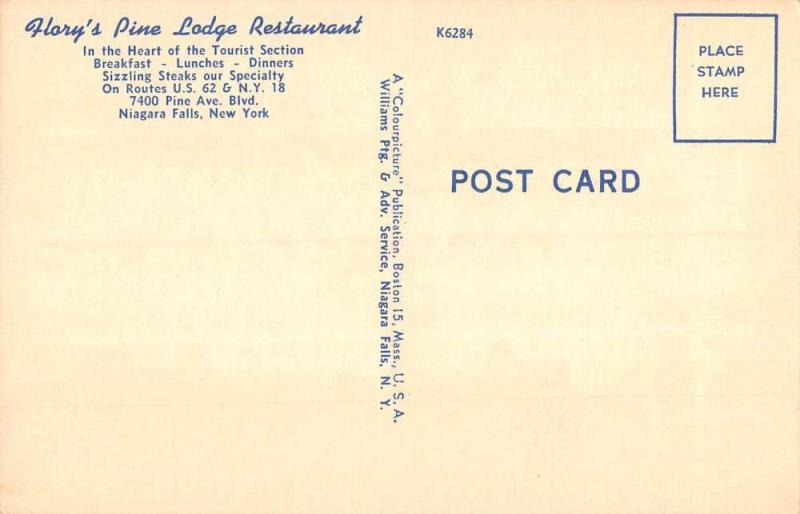 Flory's Pine Lodge Restaurant
In the Heart of the Tourist Section
Breakfast - Lunches - Dinners
Sizzling Steaks our Specialty
On Routes U.S. 62 & N.Y. 18
7400 Pine Ave. Blvd.
Niagara Falls, New York
K6284
PLACE
STAMP
HERE
POST CARD
A "Colourpicture" Publication, Boston 15, Mass., U. S. A.
Williams Ptg. & Adv. Service, Niagara Falls, N. Y.